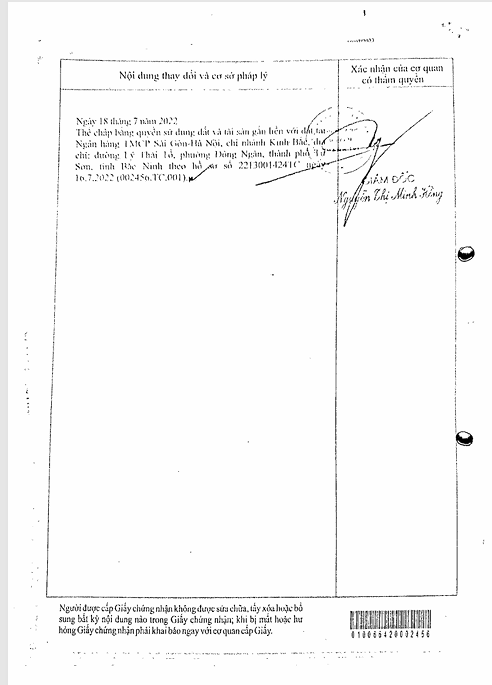 Nội dung thay đổi và cơ sở pháp lý
Xác nhận của cơ quan
có thẩm quyền
Ngày 18 tháng 7 năm 2022
Thế chấp bằng quyền sử dụng đất và tài sản gắn liền với đất tại
Ngân hàng TMCP Sài Gòn-Hà Nội, chi nhánh Kinh Bắc, địa
chỉ: đường Lý Thái Tổ, phường Đông Ngàn, thành phố Từ
Sơn, tỉnh Bắc Ninh theo hồ sơ số 221300142 ngày
16.7.2022 (002456.TC.001).
GIÁM ĐỐC
Nguyễn Thị Minh Hồng
Người được cấp Giấy chứng nhận không được sửa chữa, tẩy xóa hoặc bổ
sung bất kỳ nội dung nào trong Giấy chứng nhận; khi bị mất hoặc hư
hỏng Giấy chứng nhận phải khai báo ngay với cơ quan cấp Giấy.
010066420002456